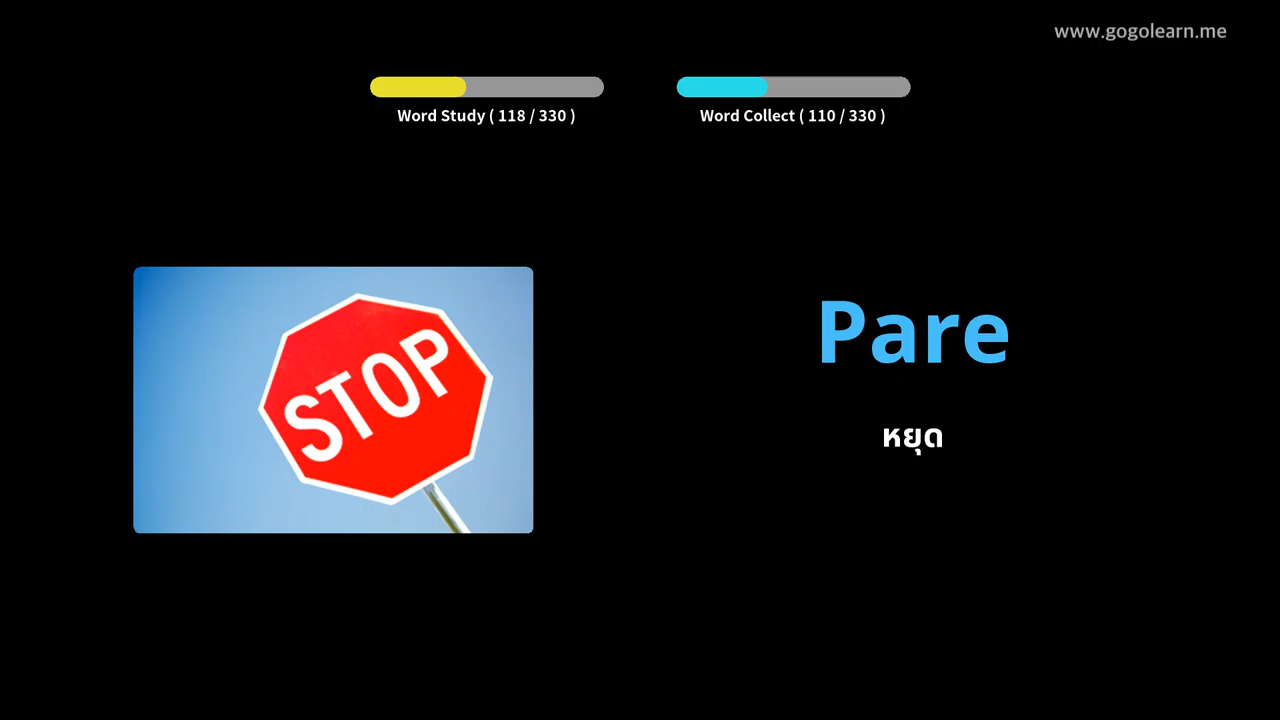 www.gogolearn.me
Word Study ( 118 / 330 )
Word Collect ( 110 / 330 )
STOP
Pare
หยุด